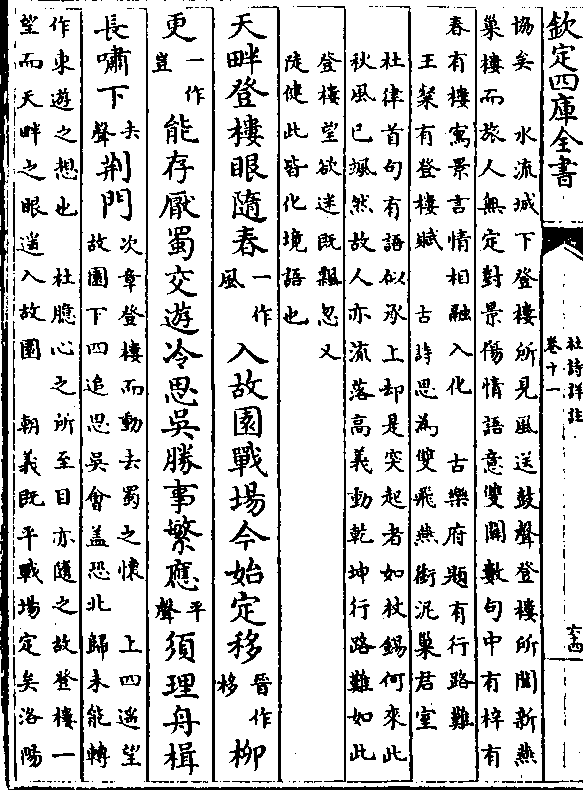 欽定四庫全書
杜詩詳註
卷十一
協矣　水流城下登樓所見風送鼓聲登樓所聞新燕
巢樓而旅人無定對景傷情語意雙關數句中有梓有
春有樓寓景言情相融入化　古樂府題有行路難
王粲有登樓賦　古詩思為雙飛燕銜泥巢君室
杜律首句有語似承上却是突起者如杖錫何來此
秋風已颯然故人亦流落高義動乾坤行路難如此
登樓望欲迷既飄忽又
陡健此皆化境語也
天畔登樓眼隨春一作風入故園戰場今始定移晉作栘柳
更一作豈能存厭蜀交遊冷思吳勝事繁應平聲須理舟楫
長嘯下去聲荆門
次章登樓而動去蜀之懷　上四遥望
故園下四追思吳會盖恐北歸未能轉
作東遊之想也　杜臆心之所至目亦隨之故登樓一
望而天畔之眼遥入故園　朝義既平戰場定矣洛陽